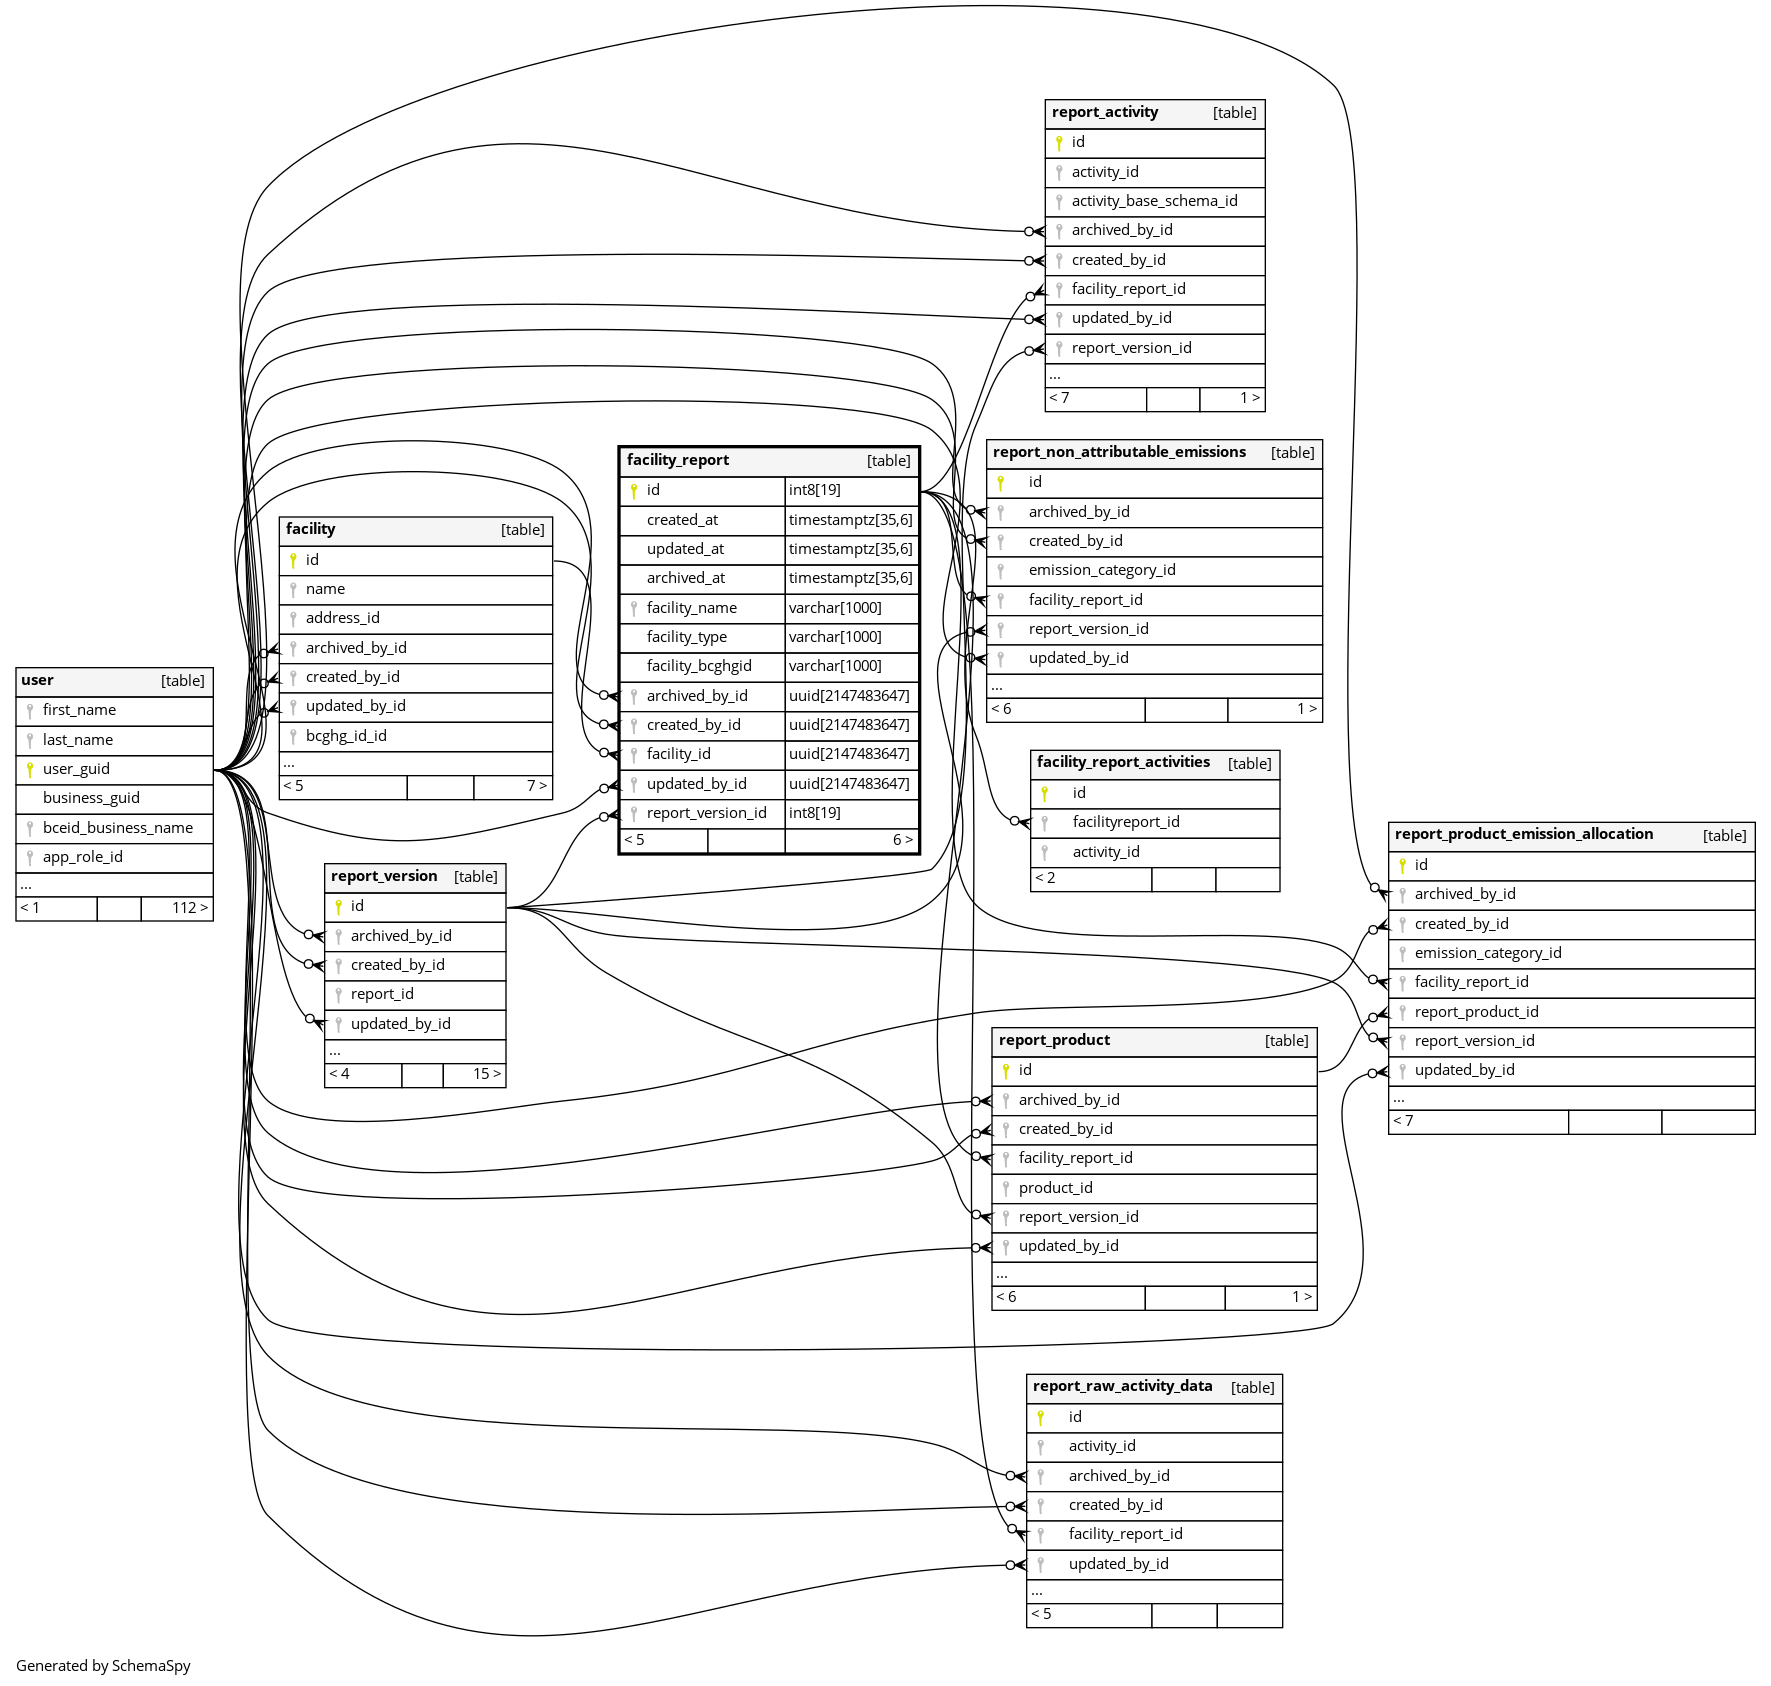 report_activity [table]
id
activity_id
activity_base_schema_id
archived_by_id
created_by_id
facility_report_id
updated_by_id
report_version_id
...
< 7 1 >
report_non_attributable_emissions [table]
id
archived_by_id
created_by_id
emission_category_id
facility_report_id
report_version_id
updated_by_id
...
< 6 1 >
facility_report [table]
id int8[19]
created_at timestamptz[35,6]
updated_at timestamptz[35,6]
archived_at timestamptz[35,6]
facility_name varchar[1000]
facility_type varchar[1000]
facility_bcghgid varchar[1000]
archived_by_id uuid[2147483647]
created_by_id uuid[2147483647]
facility_id uuid[2147483647]
updated_by_id uuid[2147483647]
report_version_id int8[19]
< 5 6 >
facility [table]
id
name
address_id
archived_by_id
created_by_id
updated_by_id
bcghg_id_id
...
< 5 7 >
user [table]
first_name
last_name
user_guid
business_guid
bceid_business_name
app_role_id
...
< 1 112 >
facility_report_activities [table]
id
facilityreport_id
activity_id
< 2
report_product_emission_allocation [table]
id
archived_by_id
created_by_id
emission_category_id
facility_report_id
report_product_id
report_version_id
updated_by_id
...
< 7
report_version [table]
id
archived_by_id
created_by_id
report_id
updated_by_id
...
< 4 15 >
report_product [table]
id
archived_by_id
created_by_id
facility_report_id
product_id
report_version_id
updated_by_id
...
< 6 1 >
report_raw_activity_data [table]
id
activity_id
archived_by_id
created_by_id
facility_report_id
updated_by_id
...
< 5
Generated by SchemaSpy